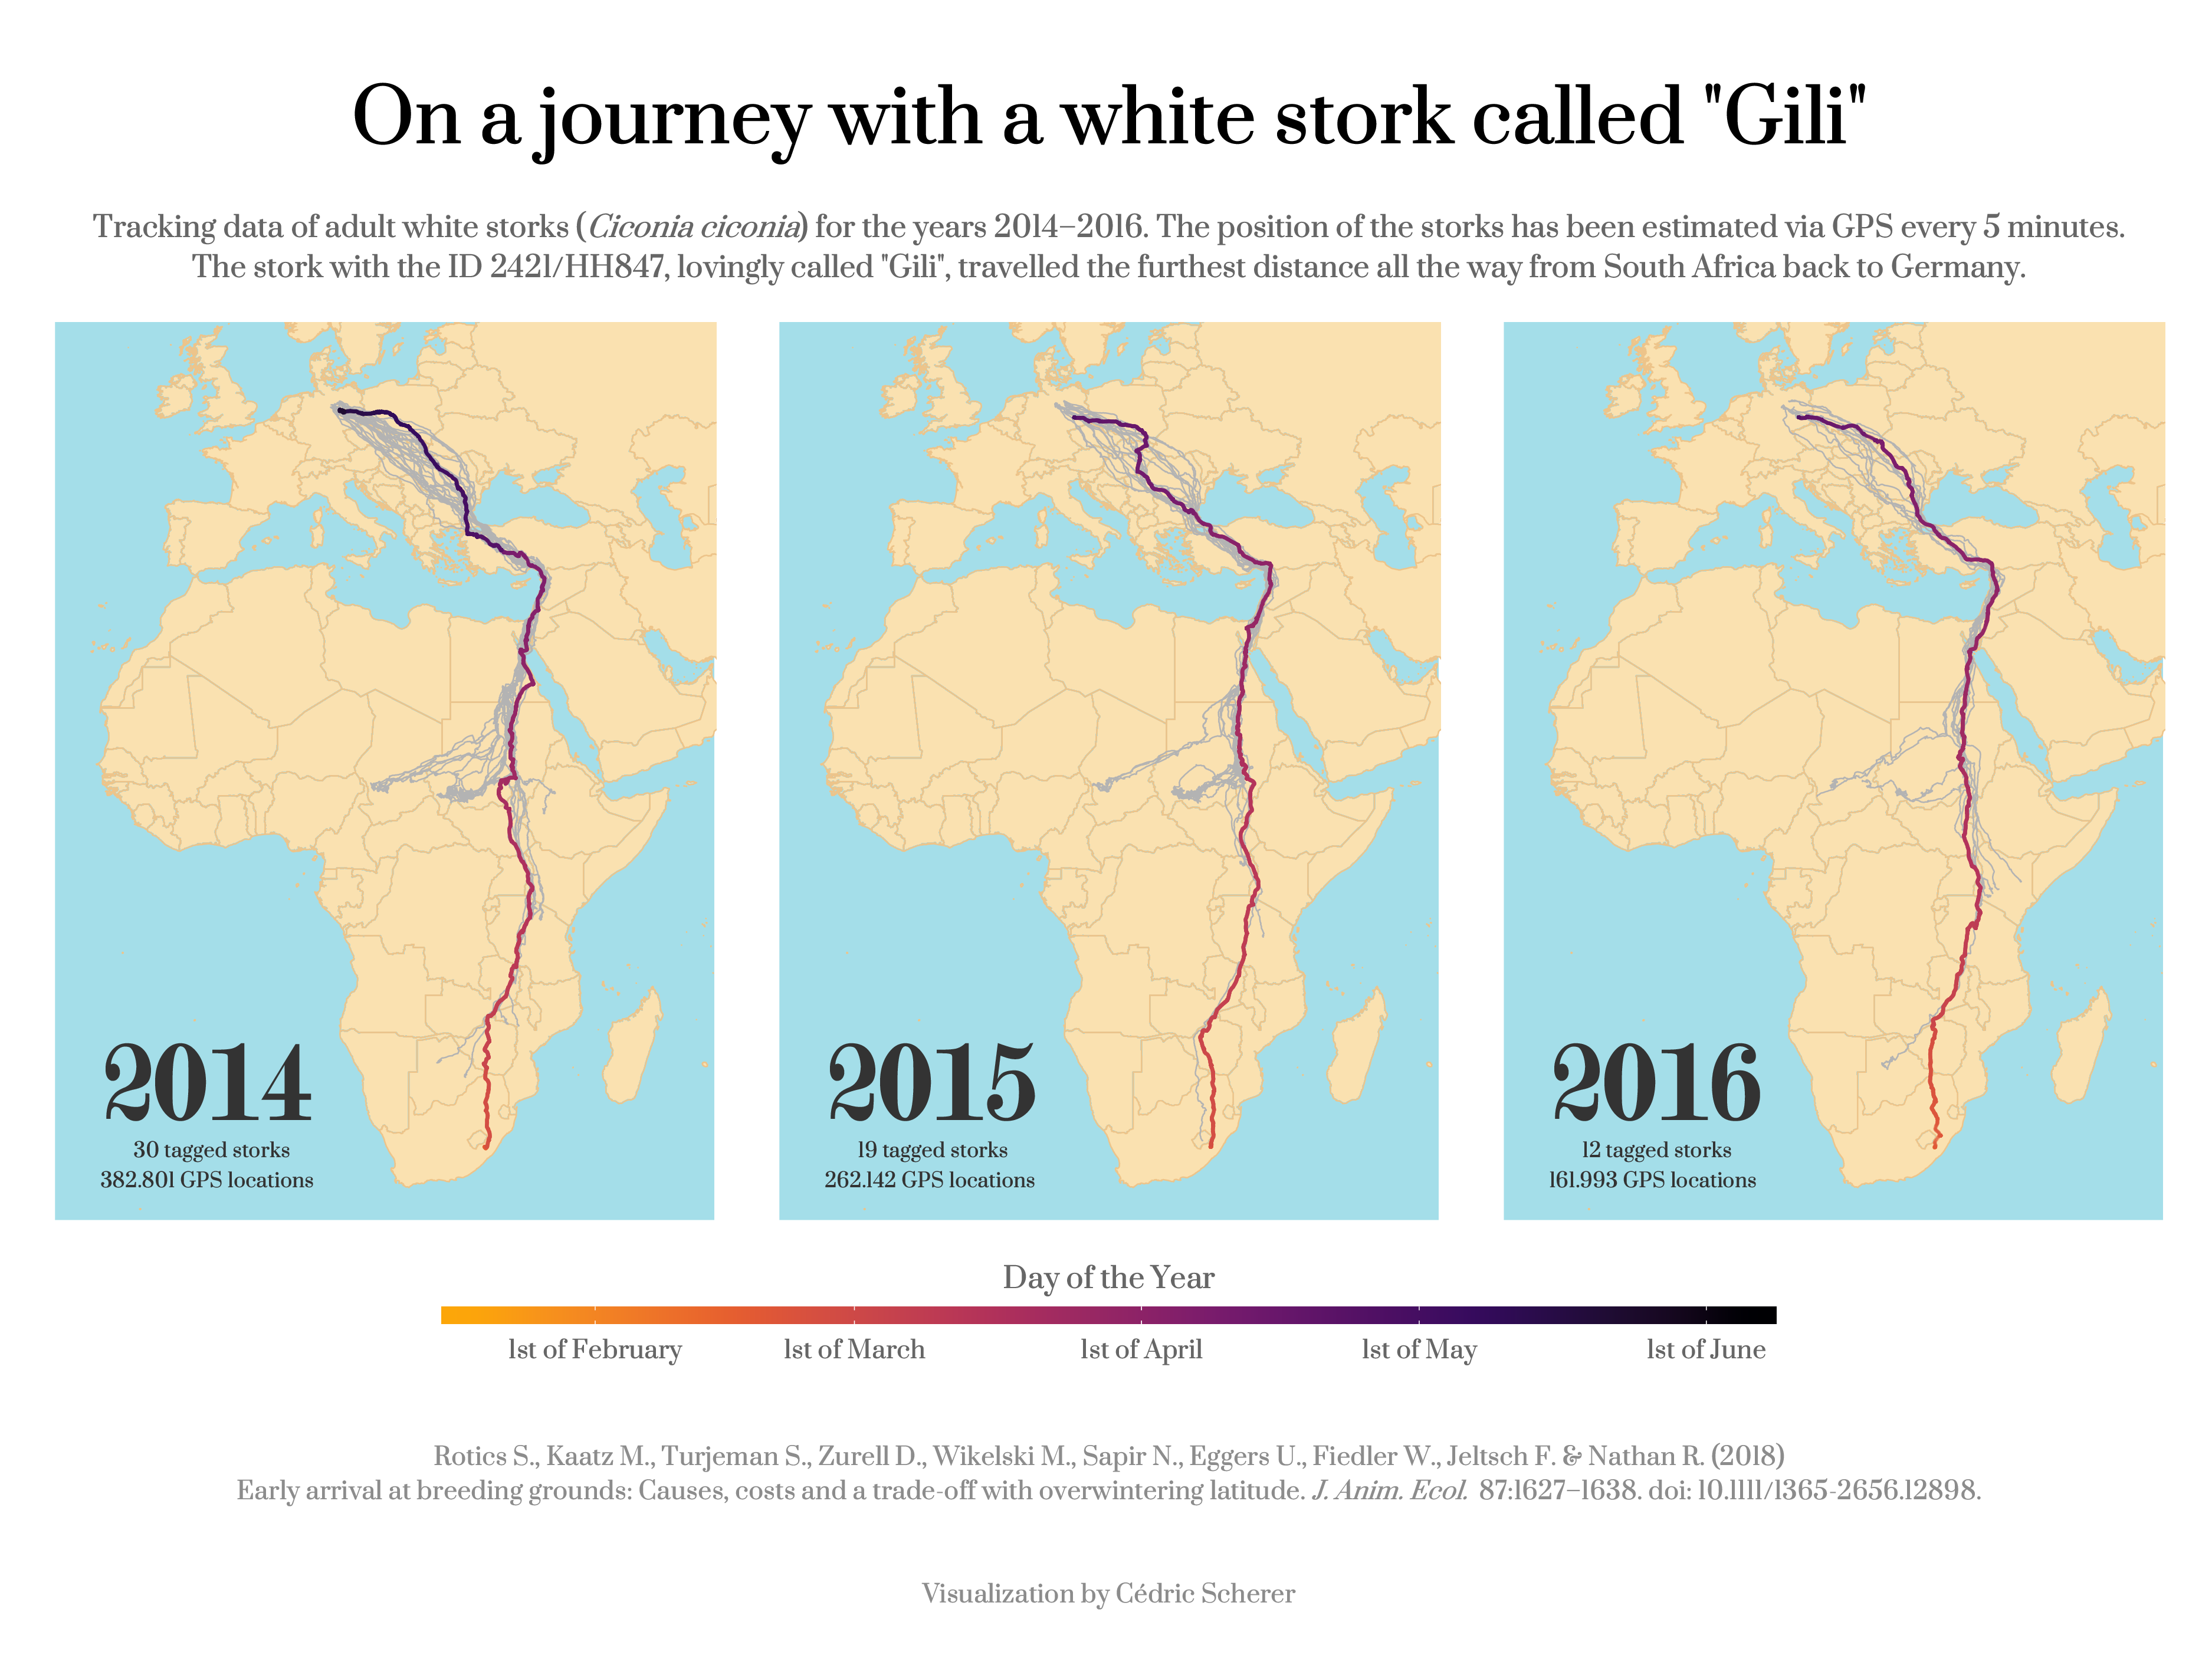 On a journey with a white stork called "Gili"
Tracking data of adult white storks (Ciconia ciconia) for the years 2014–2016. The position of the storks has been estimated via GPS every 5 minutes.
The stork with the ID 2421/HH847, lovingly called "Gili", travelled the furthest distance all the way from South Africa back to Germany.
2014
30 tagged storks
382.801 GPS locations
2015
19 tagged storks
262.142 GPS locations
2016
12 tagged storks
161.993 GPS locations
Day of the Year
1st of February
1st of March
1st of April
1st of May
1st of June
Rotics S., Kaatz M., Turjeman S., Zurell D., Wikelski M., Sapir N., Eggers U., Fiedler W., Jeltsch F. & Nathan R. (2018)
Early arrival at breeding grounds: Causes, costs and a trade-off with overwintering latitude. J. Anim. Ecol. 87:1627–1638. doi: 10.1111/1365-2656.12898.
Visualization by Cédric Scherer